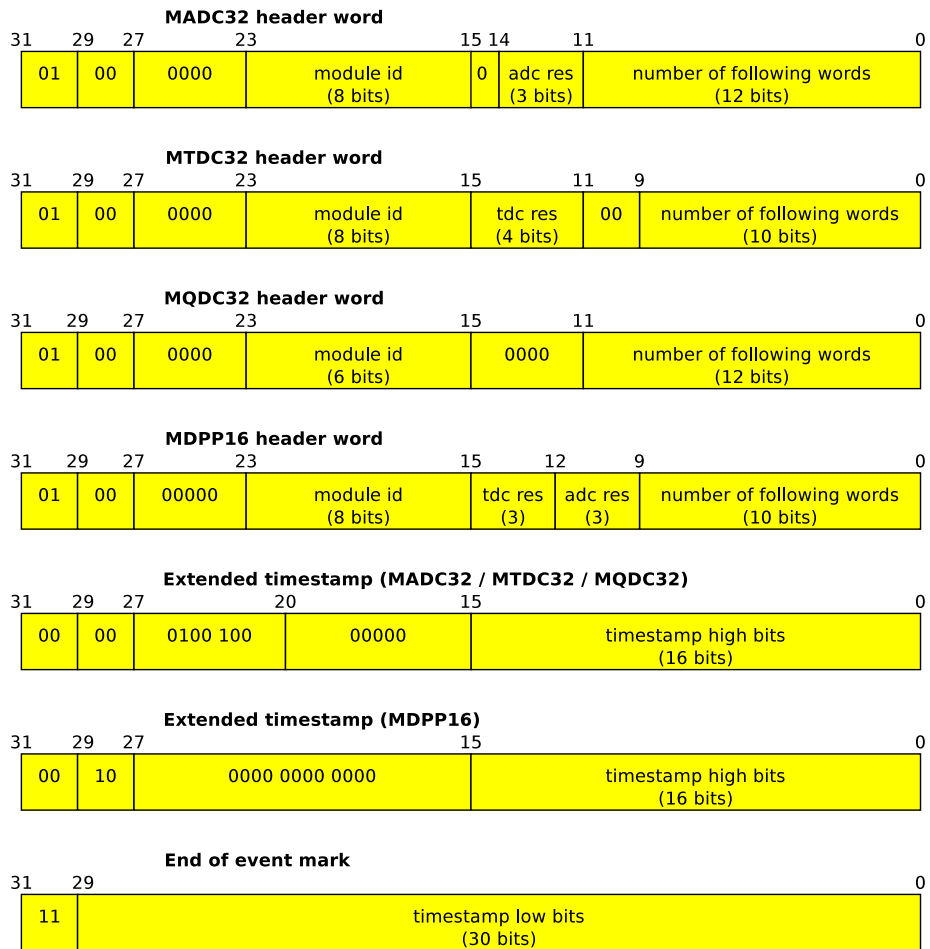 MADC32 header word
31 29 27 23 15 14 11 0
01 00 0000 module id 0 adc res number of following words
(8 bits) (3 bits) (12 bits)
MTDC32 header word
31 29 27 23 15 11 9 0
01 00 0000 module id tdc res 00 number of following words
(8 bits) (4 bits) (10 bits)
MQDC32 header word
31 29 27 23 15 11 0
01 00 0000 module id 0000 number of following words
(6 bits) (12 bits)
MDPP16 header word
31 29 27 23 15 12 9 0
01 00 00000 module id tdc res adc res number of following words
(8 bits) (3) (3) (10 bits)
Extended timestamp (MADC32 / MTDC32 / MQDC32)
31 29 27 20 15 0
00 00 0100 100 00000 timestamp high bits
(16 bits)
Extended timestamp (MDPP16)
31 29 27 15 0
00 10 0000 0000 0000 timestamp high bits
(16 bits)
End of event mark
31 29 0
11 timestamp low bits
(30 bits)